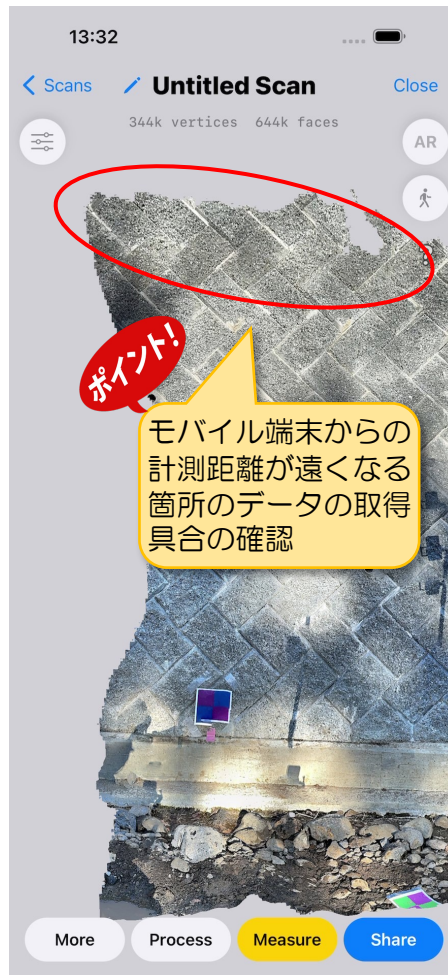 13:32
Scans
Untitled Scan
Close
344k vertices 644k faces
AR
ポイント!
モバイル端末からの
計測距離が遠くなる
箇所のデータの取得
具合の確認
More
Process
Measure
Share